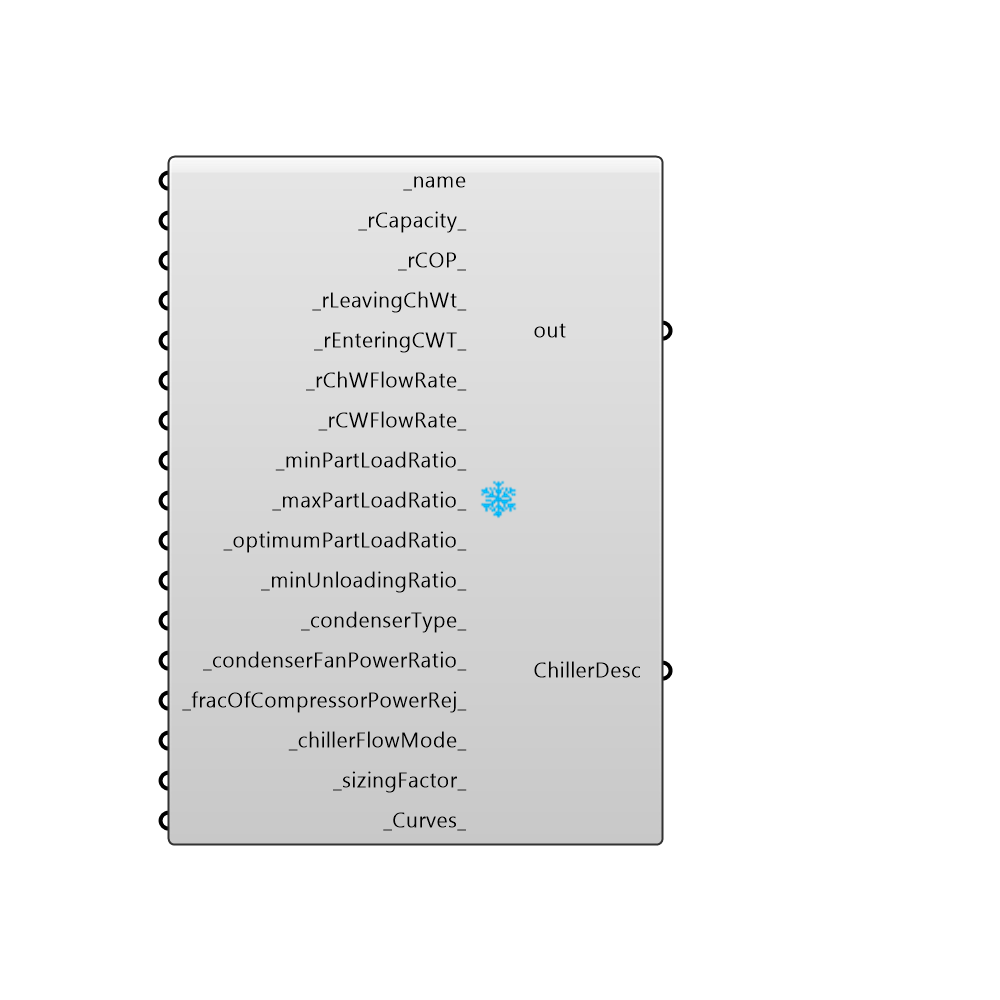 _name
_rCapacity_
_rCOP_
_rLeavingChWt_
_rEnteringCWT_
_rChWFlowRate_
_rCWFlowRate_
_minPartLoadRatio_
_maxPartLoadRatio_
_optimumPartLoadRatio_
_minUnloadingRatio_
_condenserType_
_condenserFanPowerRatio_
_fracOfCompressorPowerRej_
_chillerFlowMode_
_sizingFactor_
_Curves_
out
ChillerDesc